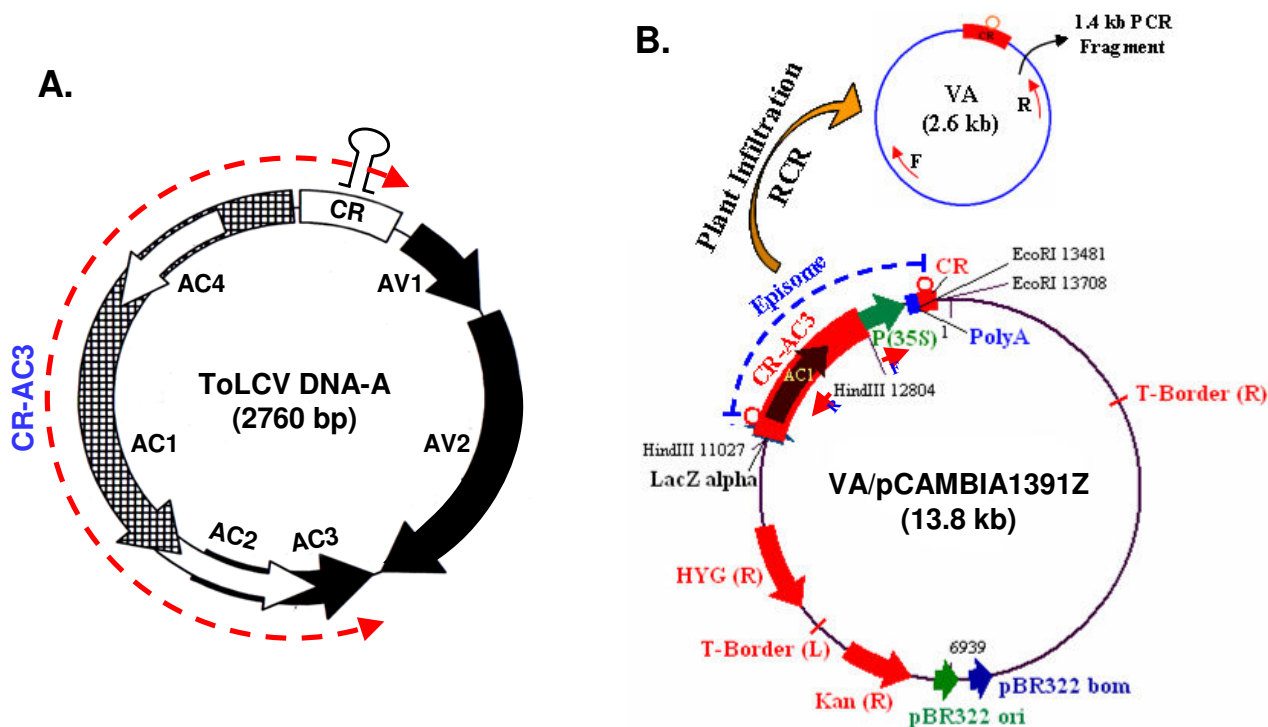 A.
CR
AC4
AV1
CR-AC3
ToLCV DNA-A
(2760 bp)
AC1
AV2
AC2
AC3
B.
CR
1.4 kb PCR
Fragment
VA
(2.6 kb)
R
F
Plant Infiltration
RCR
Episome
CR
EcoRI 13481
EcoRI 13708
1
PolyA
P(35S)
CR-AC3
AC1
F
HindIII 12804
R
T-Border (R)
HindIII 11027
LacZ alpha
VA/pCAMBIA1391Z
(13.8 kb)
HYG (R)
T-Border (L)
6939
Kan (R)
pBR322 bom
pBR322 ori